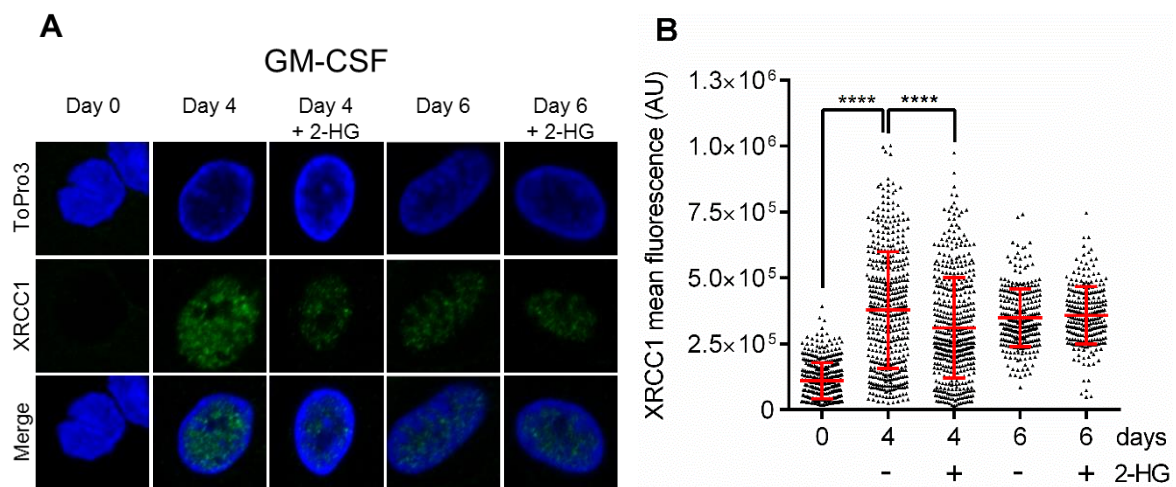 A
GM-CSF
Day 0 Day 4 Day 4 + 2-HG Day 6 Day 6 + 2-HG
ToPro3
XRCC1
Merge
B
XRCC1 mean fluorescence (AU)
1.3×10⁶
1.0×10⁶
7.5×10⁵
5.0×10⁵
2.5×10⁵
0
**** ****
0 4 4 6 6 days
- + - + 2-HG